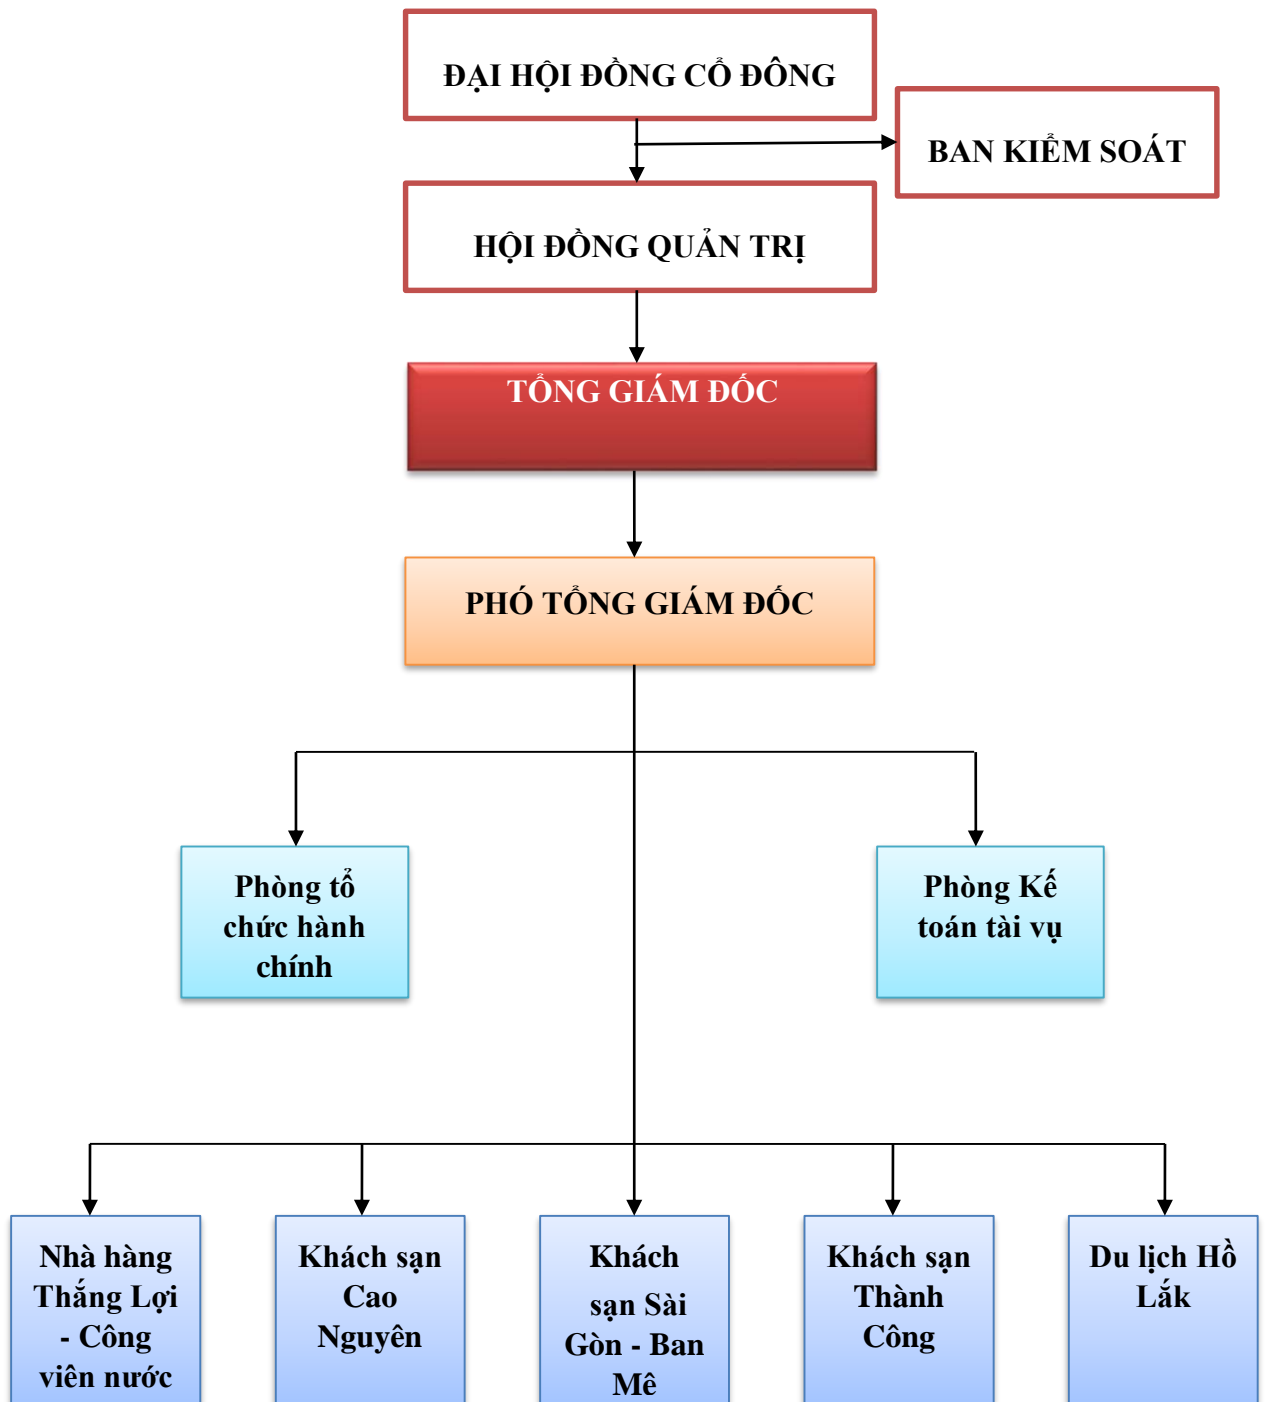 ĐẠI HỘI ĐỒNG CỔ ĐÔNG
BAN KIỂM SOÁT
HỘI ĐỒNG QUẢN TRỊ
TỔNG GIÁM ĐỐC
PHÓ TỔNG GIÁM ĐỐC
Phòng tổ
chức hành
chính
Phòng Kế
toán tài vụ
Nhà hàng
Thắng Lợi
- Công
viên nước
Khách sạn
Cao
Nguyên
Khách
sạn Sài
Gòn - Ban
Mê
Khách sạn
Thành
Công
Du lịch Hồ
Lắk